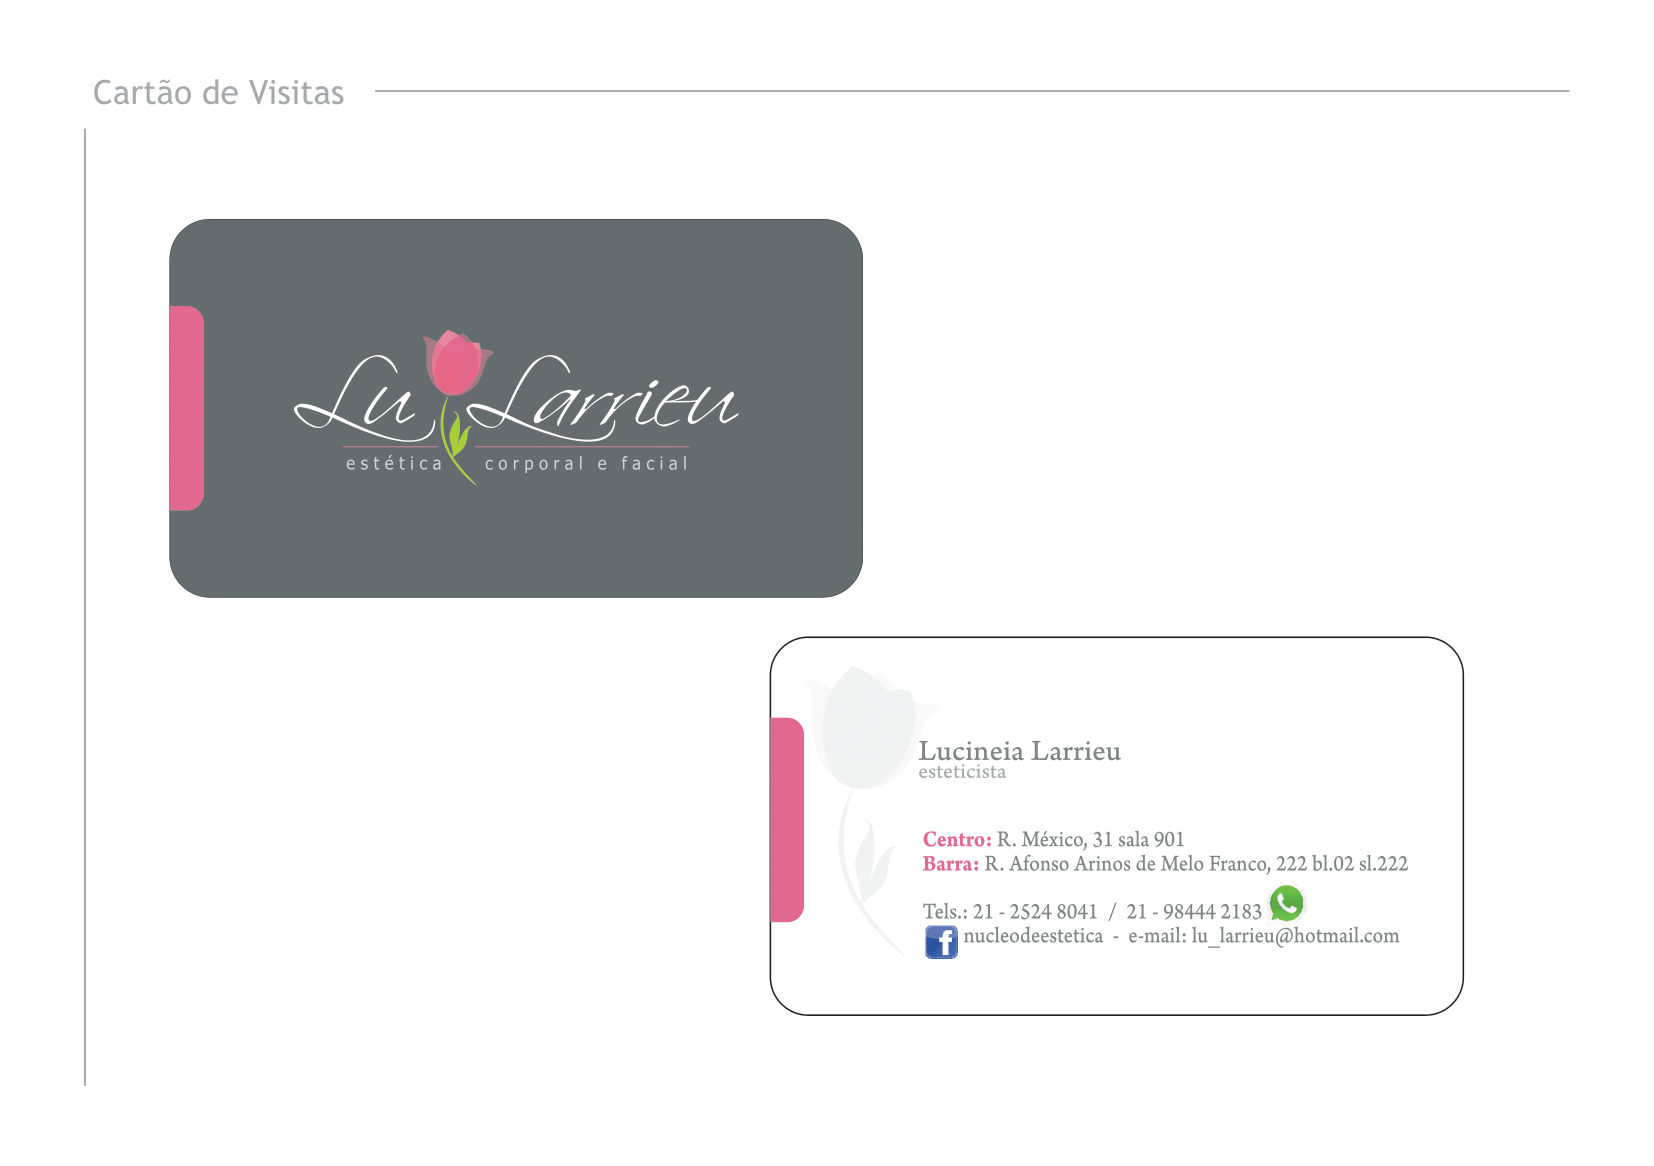 Cartão de Visitas
Lu Larrieu
estética corporal e facial
Lucineia Larrieu
esteticista
Centro: R. México, 31 sala 901
Barra: R. Afonso Arinos de Melo Franco, 222 bl.02 sl.222
Tels.: 21 - 2524 8041 / 21 - 98444 2183
f nucleodeestetica - e-mail: lu_larrieu@hotmail.com